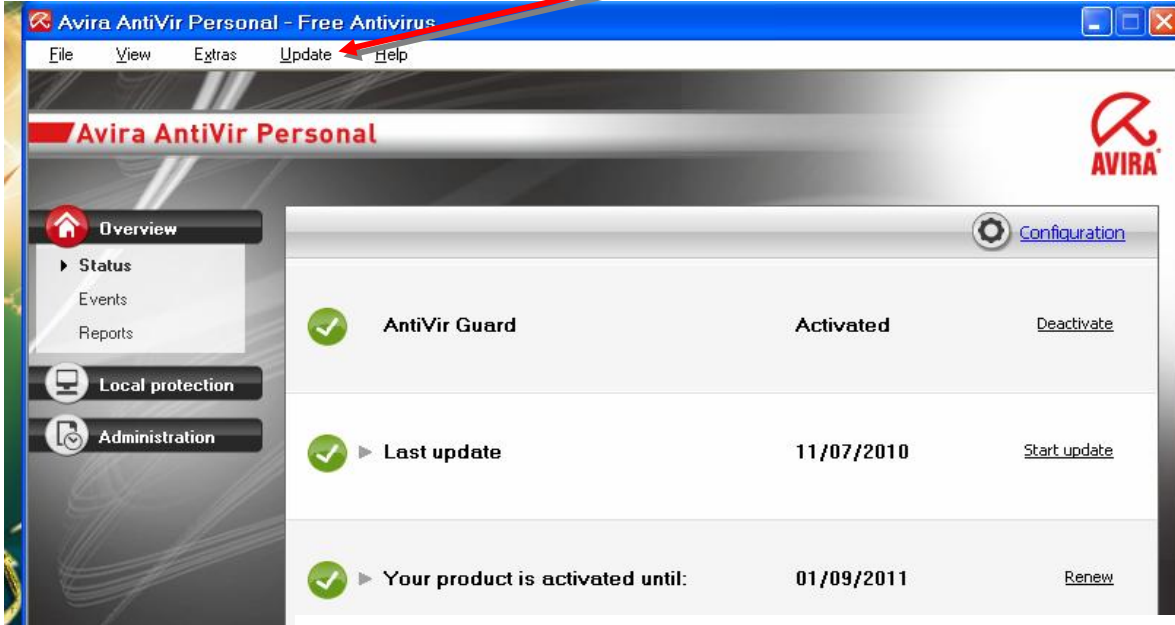 Avira AntiVir Personal - Free Antivirus
File View Extras Update Help
Avira AntiVir Personal
AVIRA
Overview
Configuration
Status
Events
Reports
AntiVir Guard Activated Deactivate
Local protection
Administration
Last update 11/07/2010 Start update
Your product is activated until: 01/09/2011 Renew